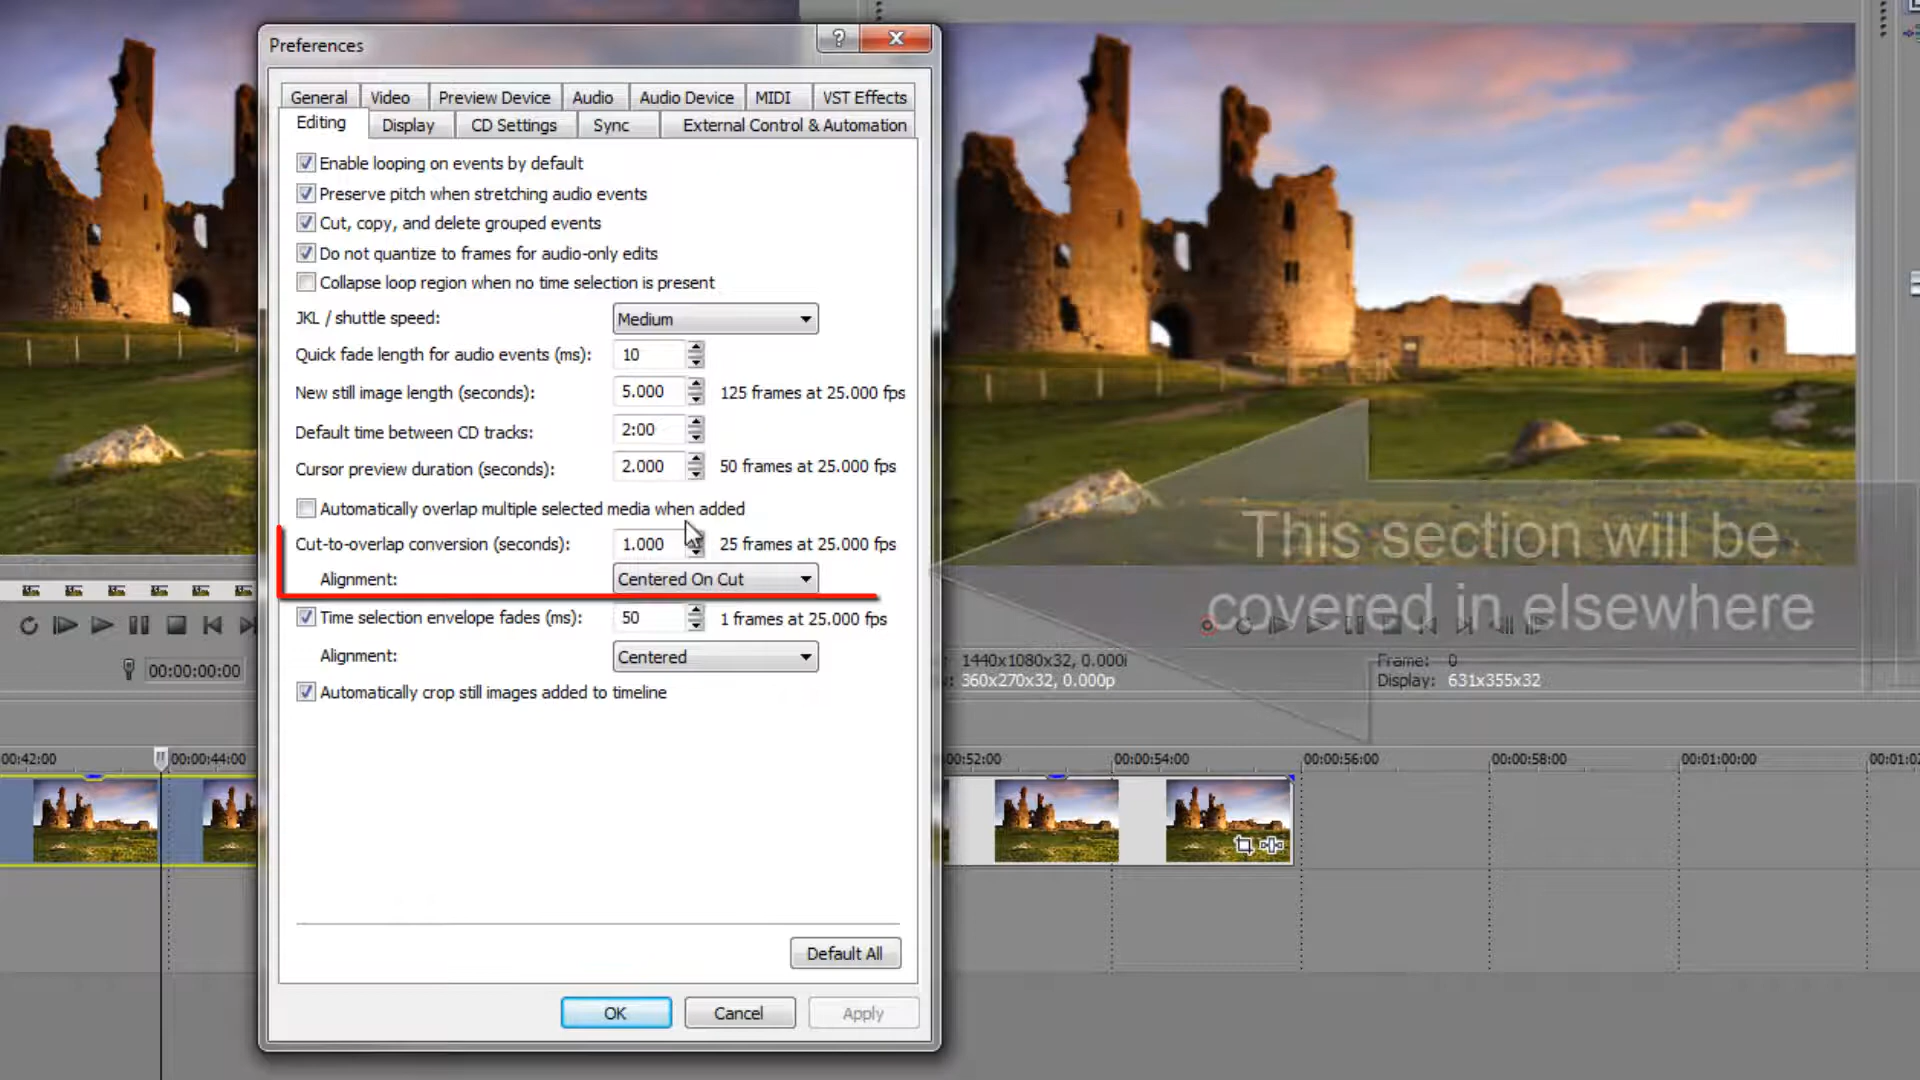 Preferences
?
General Video Preview Device Audio Audio Device MIDI VST Effects
Editing Display CD Settings Sync External Control & Automation
Enable looping on events by default
Preserve pitch when stretching audio events
Cut, copy, and delete grouped events
Do not quantize to frames for audio-only edits
Collapse loop region when no time selection is present
JKL / shuttle speed: Medium
Quick fade length for audio events (ms): 10
New still image length (seconds): 5.000 125 frames at 25.000 fps
Default time between CD tracks: 2:00
Cursor preview duration (seconds): 2.000 50 frames at 25.000 fps
Automatically overlap multiple selected media when added
Cut-to-overlap conversion (seconds): 1.000 25 frames at 25.000 fps
Alignment: Centered On Cut
Time selection envelope fades (ms): 50 1 frames at 25.000 fps
Alignment: Centered
Automatically crop still images added to timeline
Default All
OK Cancel Apply
This section will be
covered in elsewhere
00:00:00:00
1440x1080x32, 0.000i Frame: 0
360x270x32, 0.000p Display: 631x355x32
00:42:00 00:00:44:00 00:52:00 00:00:54:00 00:00:56:00 00:00:58:00 00:01:00:00 00:01:02